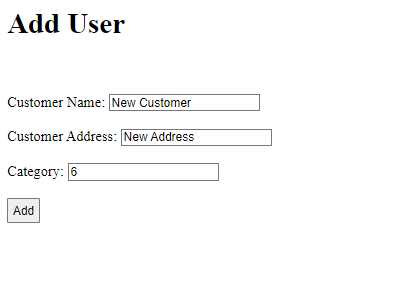 Add User
Customer Name: New Customer
Customer Address: New Address
Category: 6
Add